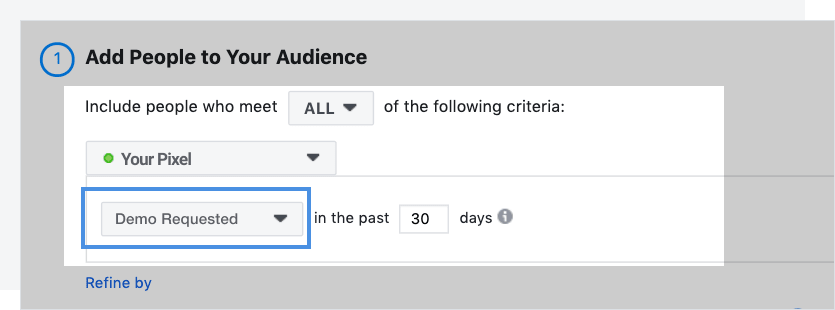 1 Add People to Your Audience
Include people who meet ALL of the following criteria:
Your Pixel
Demo Requested in the past 30 days
Refine by